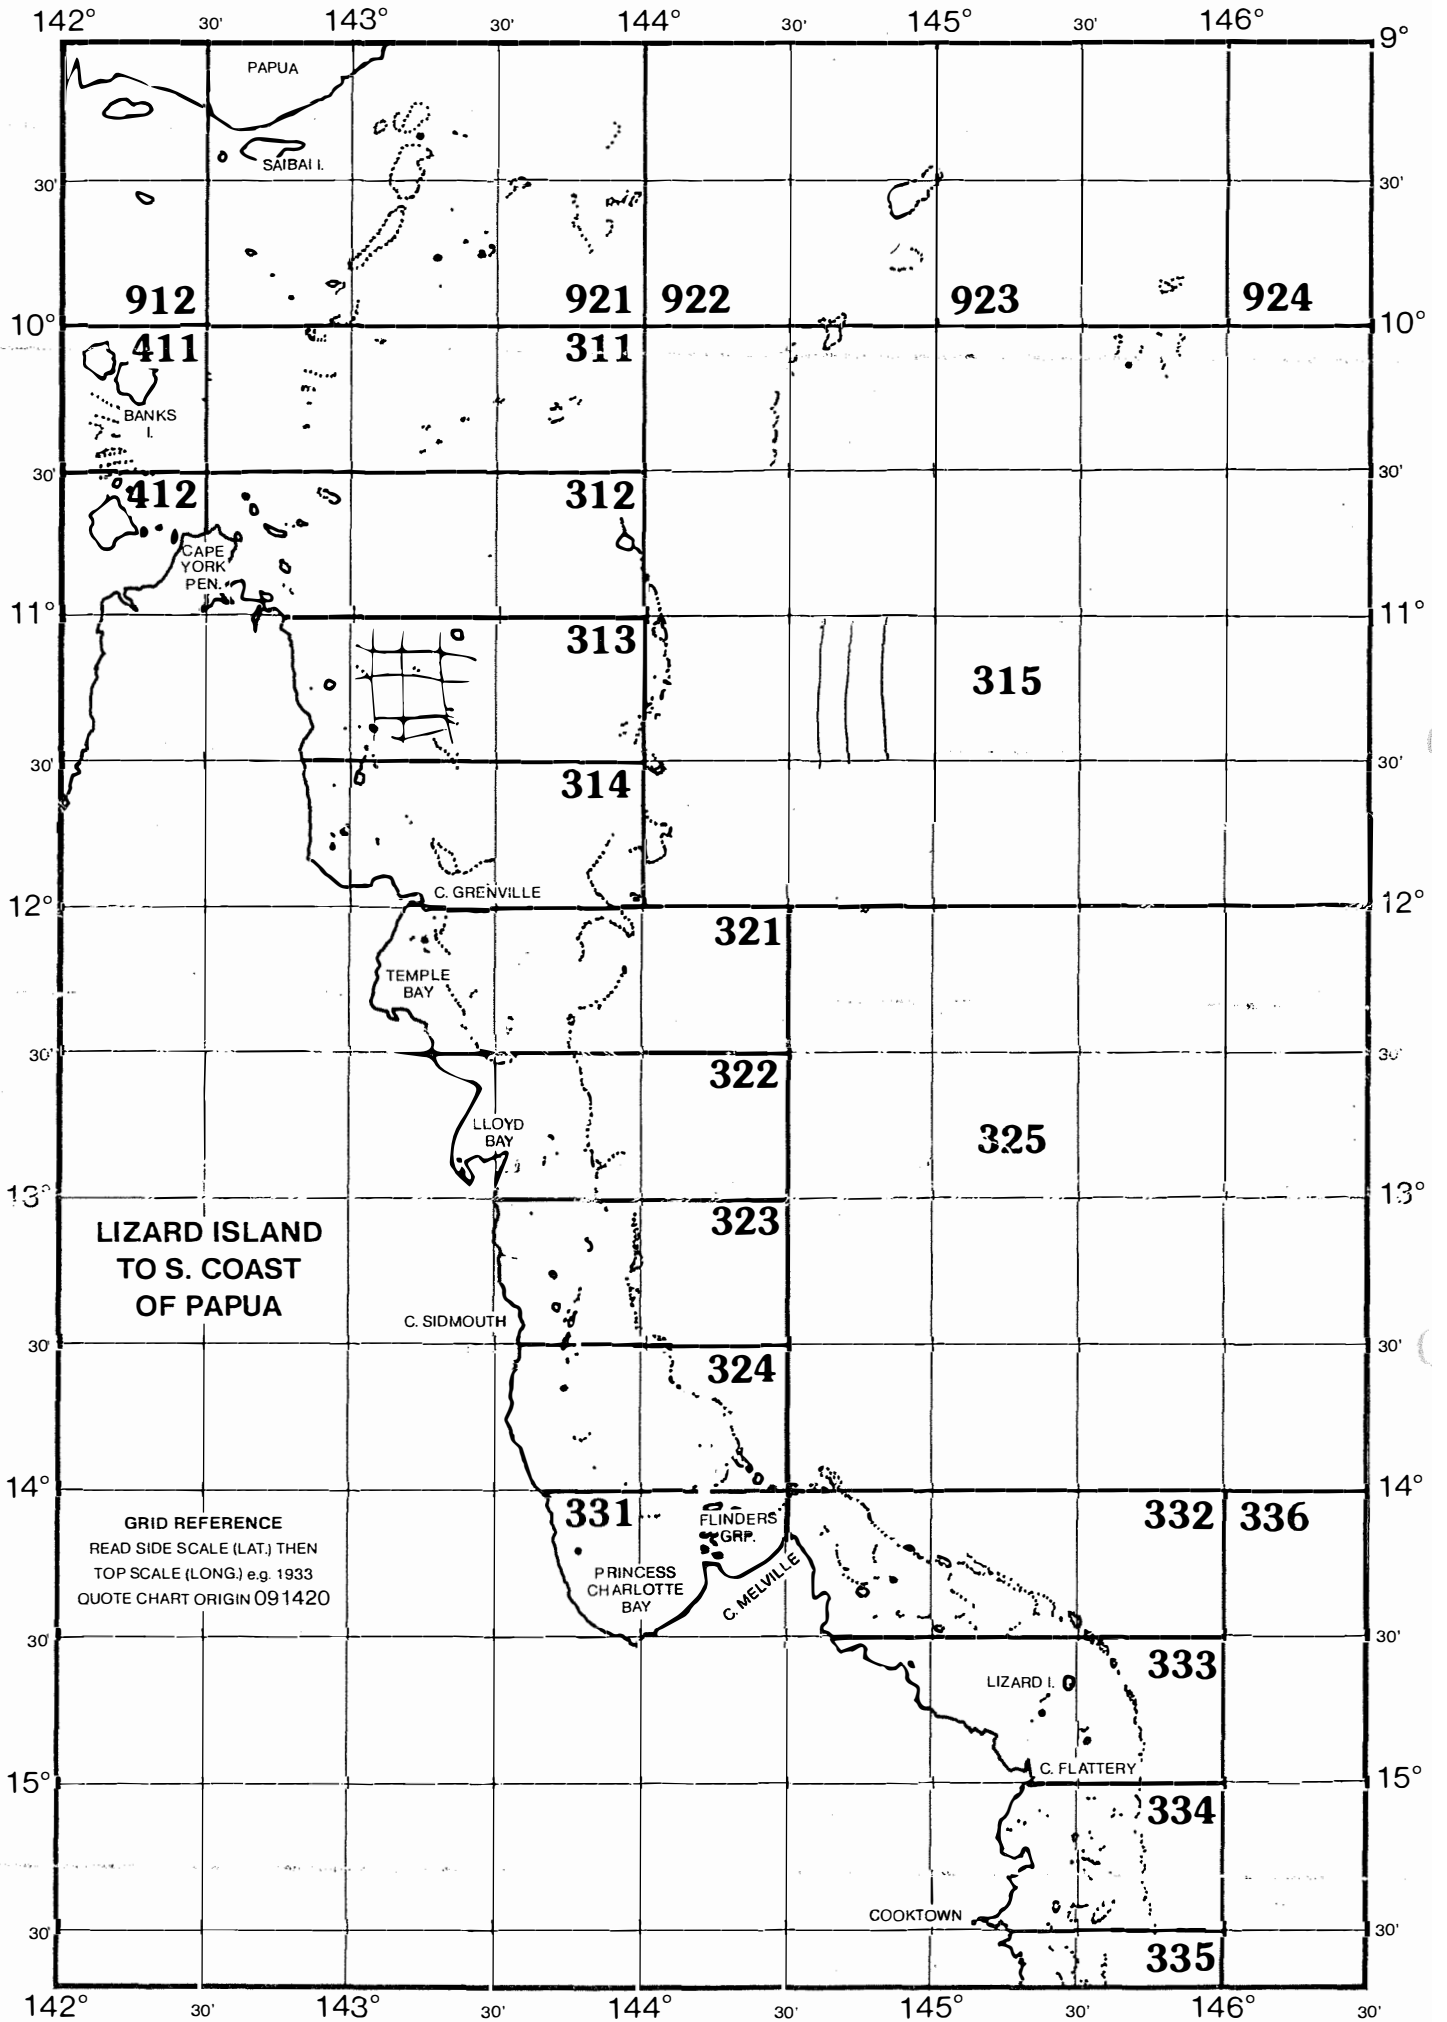 142° 30' 143° 30' 144° 30' 145° 30' 146°
9°
PAPUA
SAIBAI I.
30' 30'
912 921 922 923 924
10° 10°
411 311
BANKS
I.
30' 30'
412 312
CAPE
YORK
PEN.
11° 11°
313
315
30' 30'
314
C. GRENVILLE
12° 12°
321
TEMPLE
BAY
30' 30'
322
LLOYD
BAY
325
13° 13°
323
LIZARD ISLAND
TO S. COAST
OF PAPUA
C. SIDMOUTH
30' 30'
324
14° 14°
331 332 336
FLINDERS
GRP.
GRID REFERENCE
READ SIDE SCALE (LAT.) THEN
TOP SCALE (LONG.) e.g. 1933
QUOTE CHART ORIGIN 091420
PRINCESS
CHARLOTTE
BAY
C. MELVILLE
30' 30'
333
LIZARD I.
C. FLATTERY
15° 15°
334
COOKTOWN
30' 30'
335
142° 30' 143° 30' 144° 30' 145° 30' 146° 30'